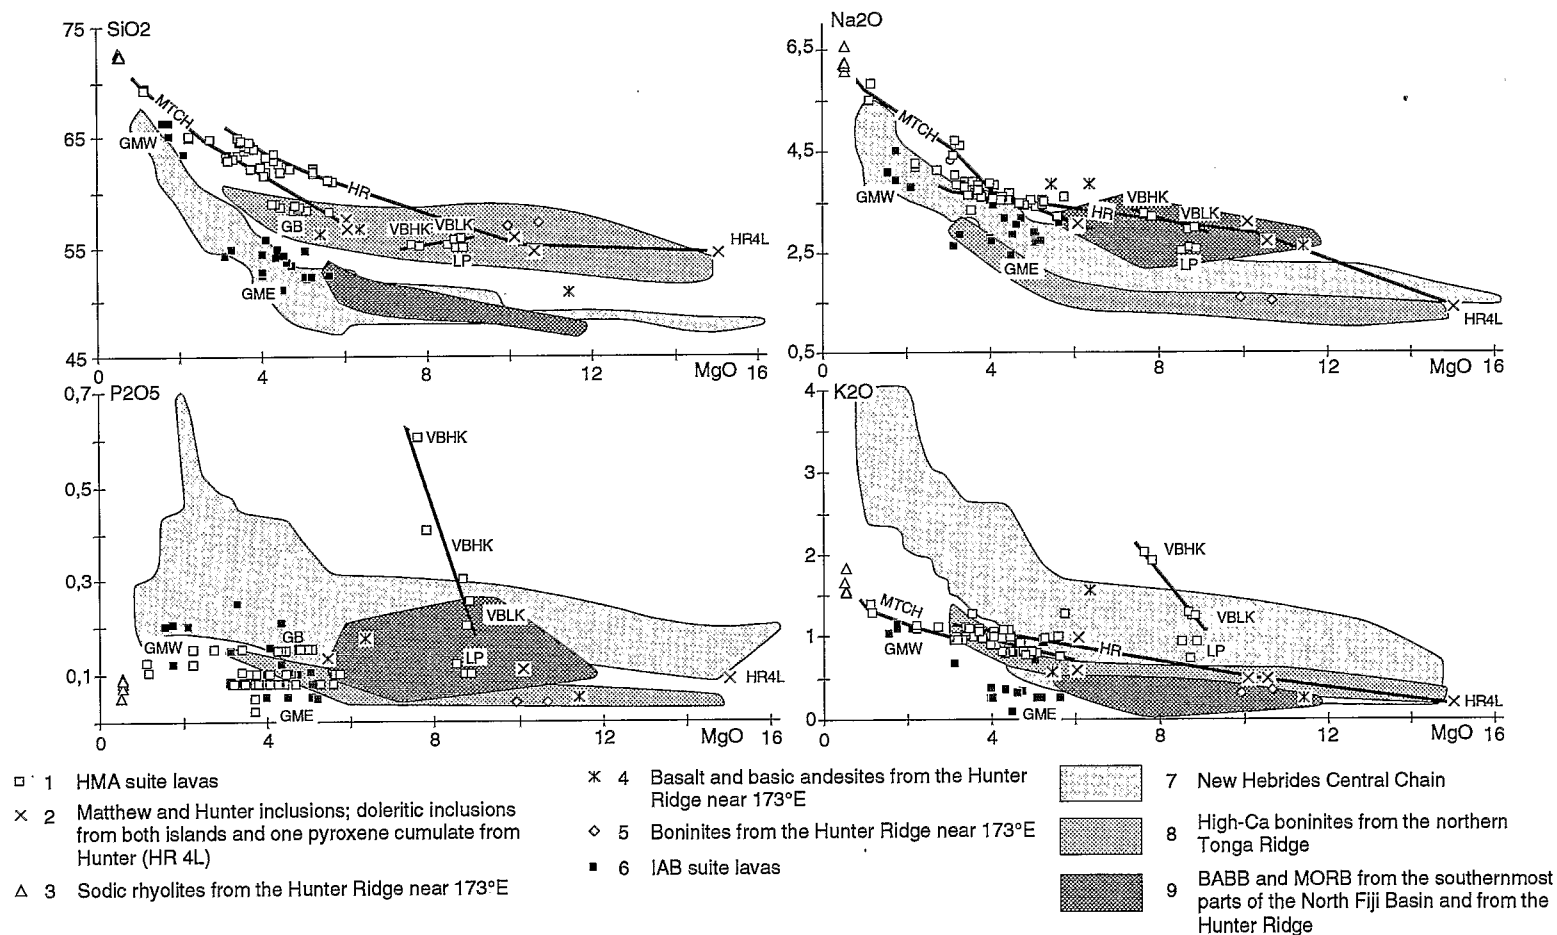 75
SiO2
65
55
45
MTCH
GMW
HR
GB
VBHK
VBLK
LP
HR4L
GME
0
4
8
12
MgO
16
Na2O
6,5
4,5
2,5
0,5
MTCH
GMW
HR
VBHK
VBLK
LP
GME
HR4L
0
4
8
12
MgO
16
0,7
P2O5
0,5
0,3
0,1
VBHK
VBHK
VBLK
GMW
GB
LP
HR4L
GME
0
4
8
12
MgO
16
4
K2O
3
2
1
0
VBHK
VBLK
MTCH
GMW
HR
LP
HR4L
GME
0
4
8
12
MgO
16
1 HMA suite lavas
2 Matthew and Hunter inclusions; doleritic inclusions
from both islands and one pyroxene cumulate from
Hunter (HR 4L)
3 Sodic rhyolites from the Hunter Ridge near 173°E
4 Basalt and basic andesites from the Hunter
Ridge near 173°E
5 Boninites from the Hunter Ridge near 173°E
6 IAB suite lavas
7 New Hebrides Central Chain
8 High-Ca boninites from the northern
Tonga Ridge
9 BABB and MORB from the southernmost
parts of the North Fiji Basin and from the
Hunter Ridge